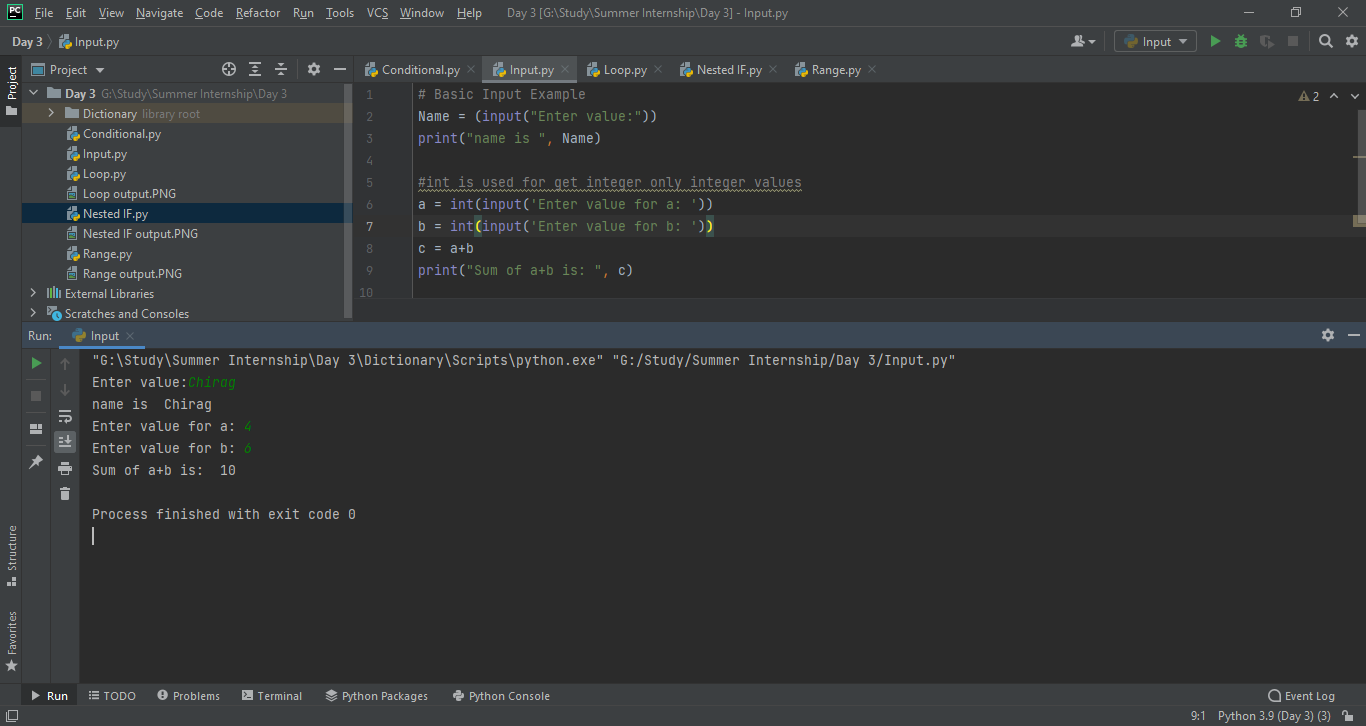 PC File Edit View Navigate Code Refactor Run Tools VCS Window Help Day 3 [G:\Study\Summer Internship\Day 3] - Input.py
Day 3 Input.py Input
Project
Project
Conditional.py Input.py Loop.py Nested IF.py Range.py
Day 3 G:\Study\Summer Internship\Day 3
Dictionary library root
Conditional.py
Input.py
Loop.py
Loop output.PNG
Nested IF.py
Nested IF output.PNG
Range.py
Range output.PNG
External Libraries
Scratches and Consoles
1 # Basic Input Example
2
2 Name = (input("Enter value:"))
3 print("name is ", Name)
4
5 #int is used for get integer only integer values
6 a = int(input('Enter value for a: '))
7 b = int(input('Enter value for b: '))
8 c = a+b
9 print("Sum of a+b is: ", c)
10
Run: Input
"G:\Study\Summer Internship\Day 3\Dictionary\Scripts\python.exe" "G:/Study/Summer Internship/Day 3/Input.py"
Enter value:Chirag
name is  Chirag
Enter value for a: 4
Enter value for b: 6
Sum of a+b is:  10
Process finished with exit code 0
Structure
Favorites
Run TODO Problems Terminal Python Packages Python Console Event Log
9:1 Python 3.9 (Day 3) (3)